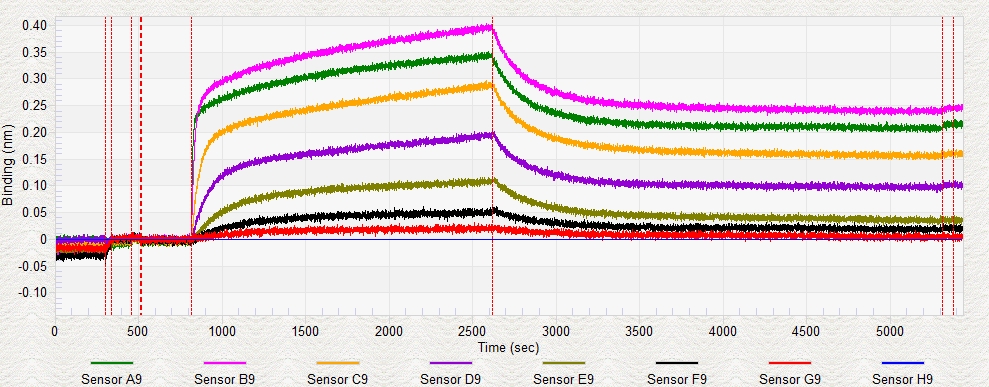 0.40
0.35
0.30
0.25
0.20
0.15
0.10
0.05
0
-0.05
-0.10
Binding (nm)
0 500 1000 1500 2000 2500 3000 3500 4000 4500 5000
Time (sec)
Sensor A9 Sensor B9 Sensor C9 Sensor D9 Sensor E9 Sensor F9 Sensor G9 Sensor H9